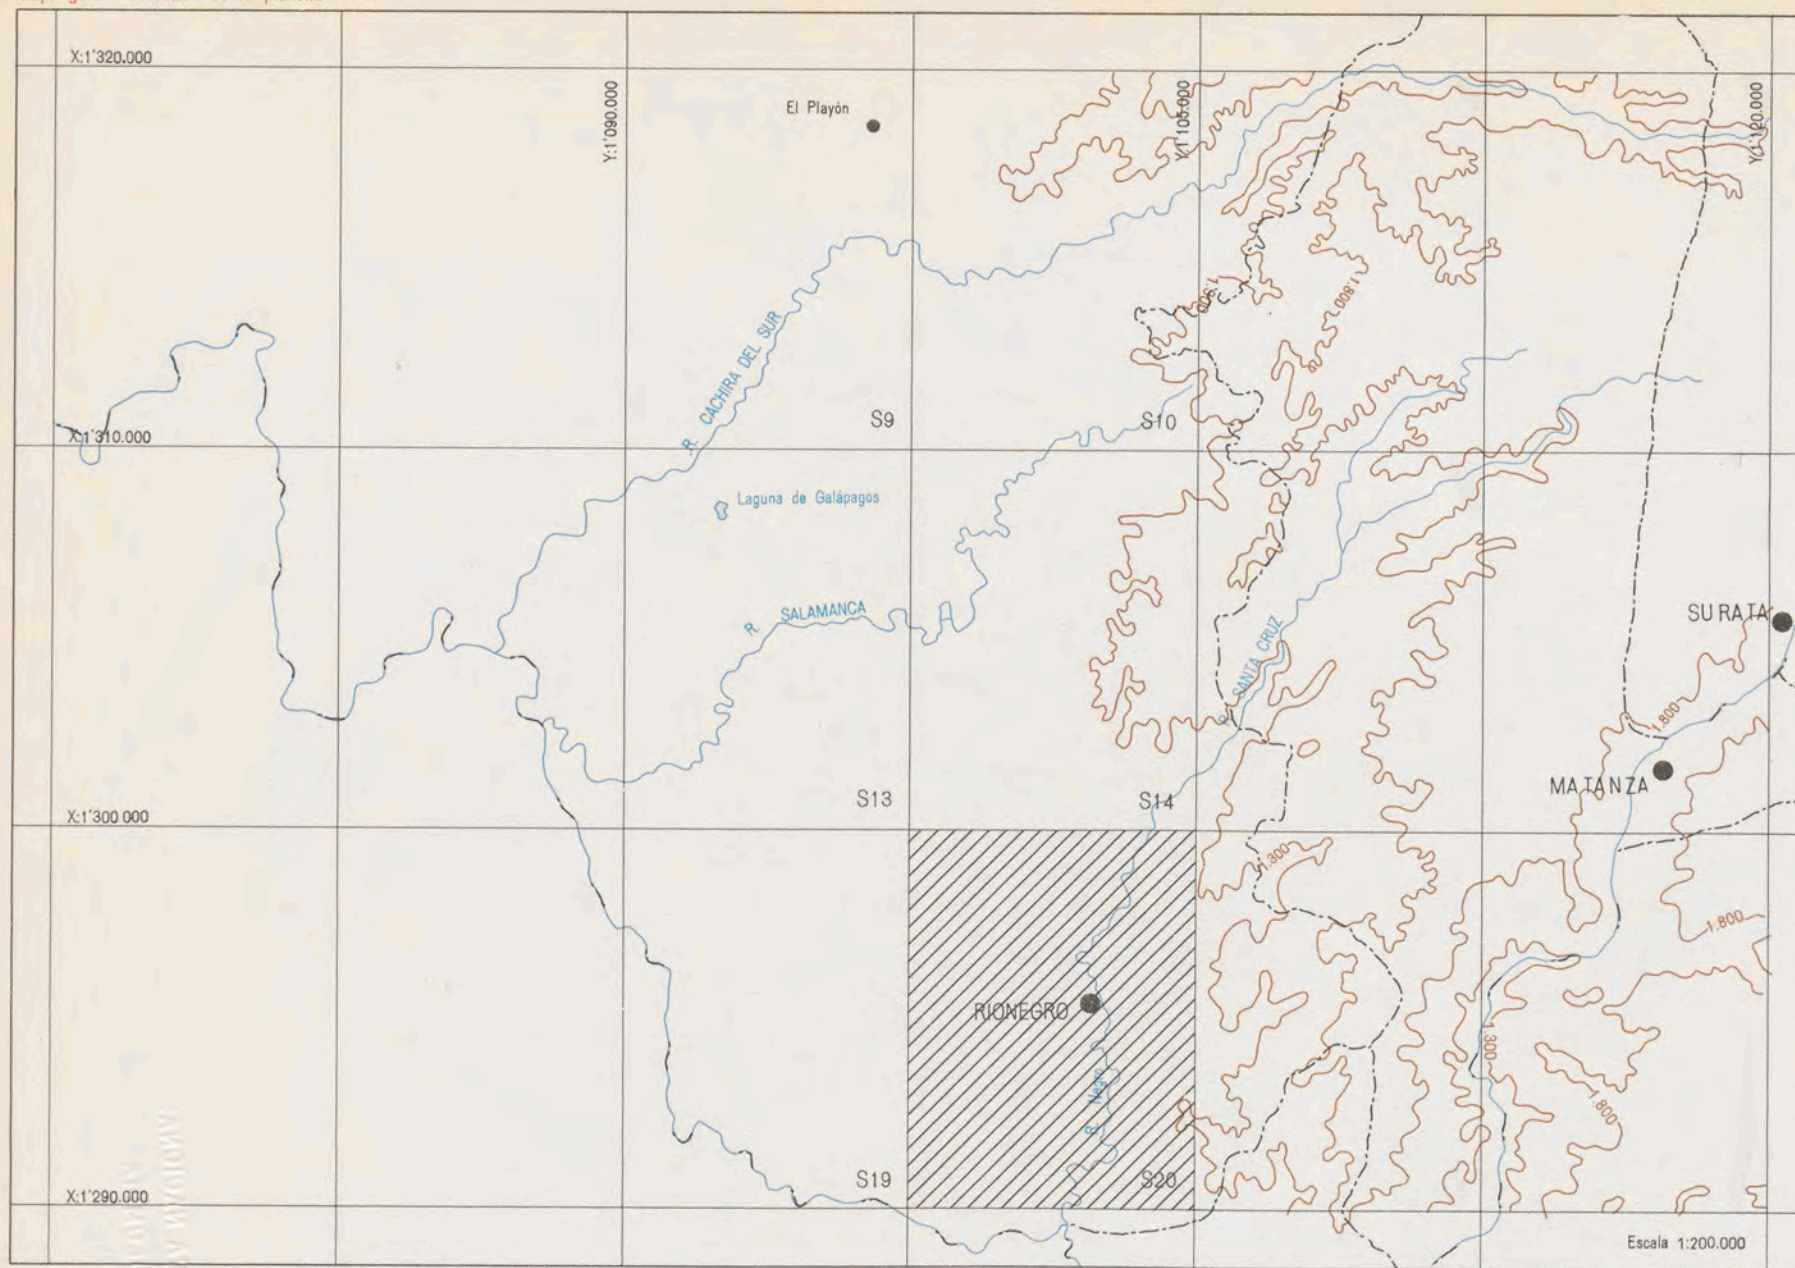 X:1'320.000
El Playón
Y:1'090.000
Y:1'105.000
Y:1'120.000
R. CACHIRA DEL SUR
1.800
S9
S10
X:1'310.000
Laguna de Galápagos
R. SALAMANCA
R. SANTA CRUZ
SURATA
1.800
MATANZA
S13
S14
X:1'300 000
1.300
1.800
RIONEGRO
R. Negro
1.300
1.800
S19
S20
X:1'290.000
Escala 1:200.000